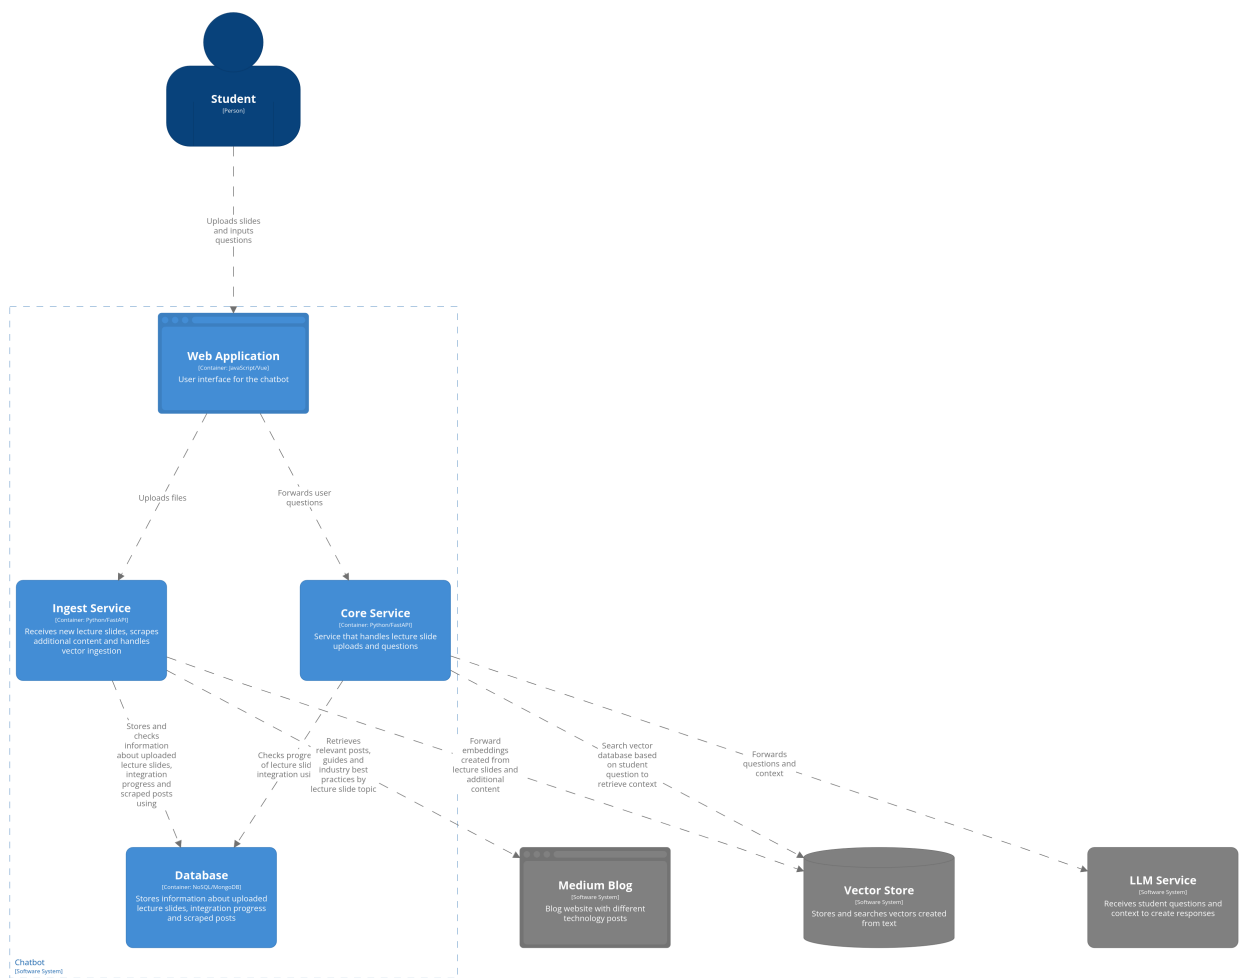 Student
[Person]
Uploads slides
and inputs
questions
Web Application
[Container: JavaScript/Vue]
User interface for the chatbot
Uploads files
Forwards user
questions
Ingest Service
[Container: Python/FastAPI]
Receives new lecture slides, scrapes
additional content and handles
vector ingestion
Core Service
[Container: Python/FastAPI]
Service that handles lecture slide
uploads and questions
Stores and
checks
information
about uploaded
lecture slides,
integration
progress and
scraped posts
using
Checks
of lecture
integration
Retrieves
relevant posts,
guides and
industry best
practices by
lecture slide topic
Forward
embeddings
created from
lecture slides and
additional
content
Search vector
database based
on student
question to
retrieve context
Forwards
questions and
context
Database
[Container: NoSQL/MongoDB]
Stores information about uploaded
lecture slides, integration progress
and scraped posts
Medium Blog
[Software System]
Blog website with different
technology posts
Vector Store
[Software System]
Stores and searches vectors created
from text
LLM Service
[Software System]
Receives student questions and
context to create responses
Chatbot
[Software System]